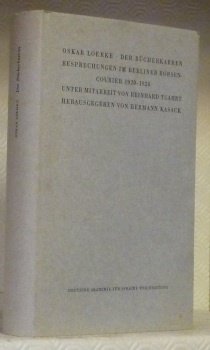 OSKAR LOERKE · DER BÜCHERKARREN
BESPRECHUNGEN IM BERLINER BÖRSEN-
COURIER 1920-1928
UNTER MITARBEIT VON REINHARD TGAHRT
HERAUSGEGEBEN VON HERMANN KASACK
DEUTSCHE AKADEMIE FÜR SPRACHE UND DICHTUNG